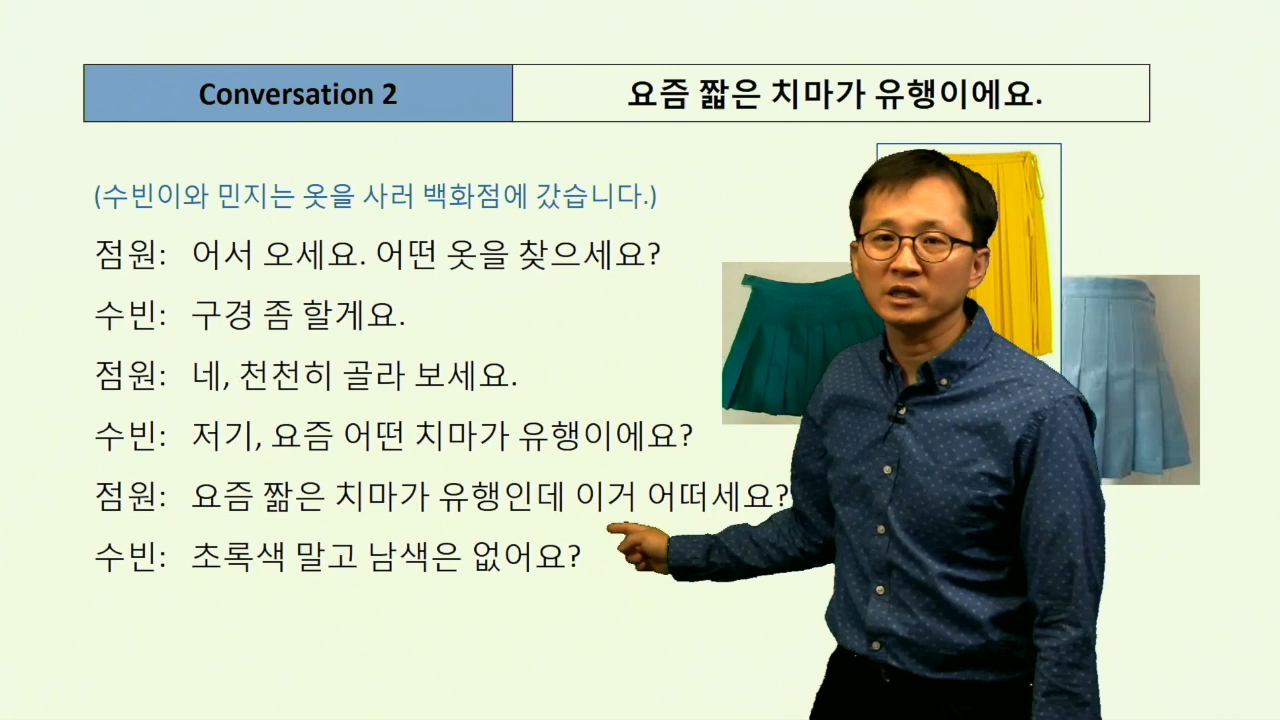 Conversation 2
요즘 짧은 치마가 유행이에요.
(수빈이와 민지는 옷을 사러 백화점에 갔습니다.)
점원: 어서 오세요. 어떤 옷을 찾으세요?
수빈: 구경 좀 할게요.
점원: 네, 천천히 골라 보세요.
수빈: 저기, 요즘 어떤 치마가 유행이에요?
점원: 요즘 짧은 치마가 유행인데 이거 어떠세요?
수빈: 초록색 말고 남색은 없어요?